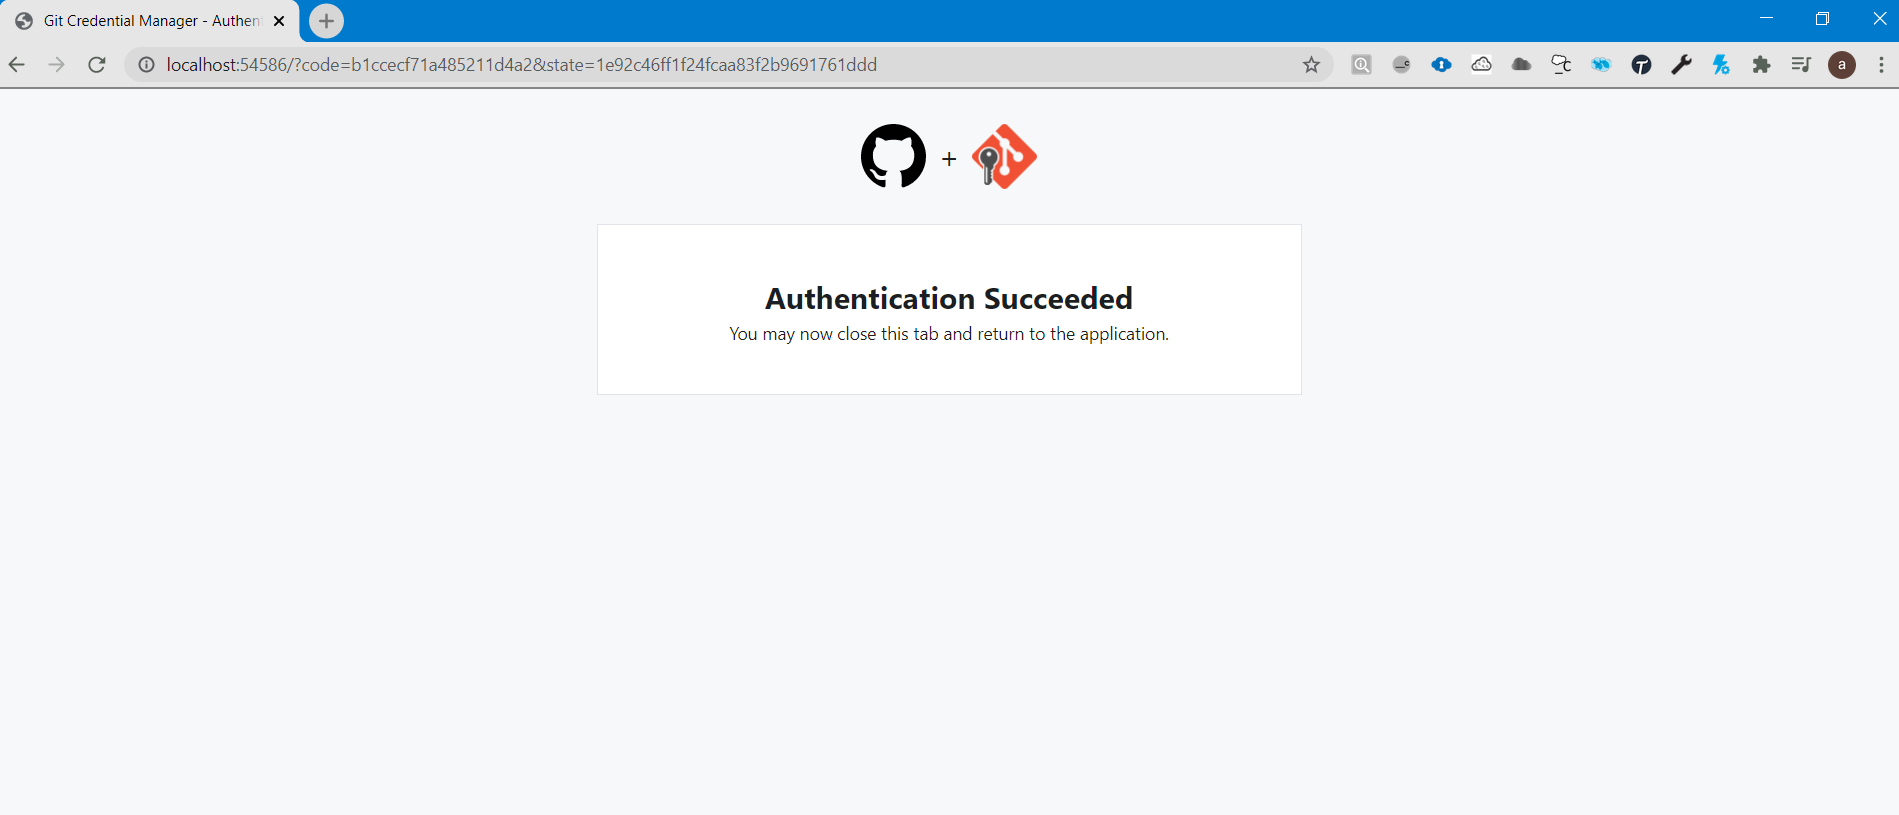 Git Credential Manager - Authen
localhost:54586/?code=b1ccecf71a485211d4a2&state=1e92c46ff1f24fcaa83f2b9691761ddd
a
+
Authentication Succeeded
You may now close this tab and return to the application.